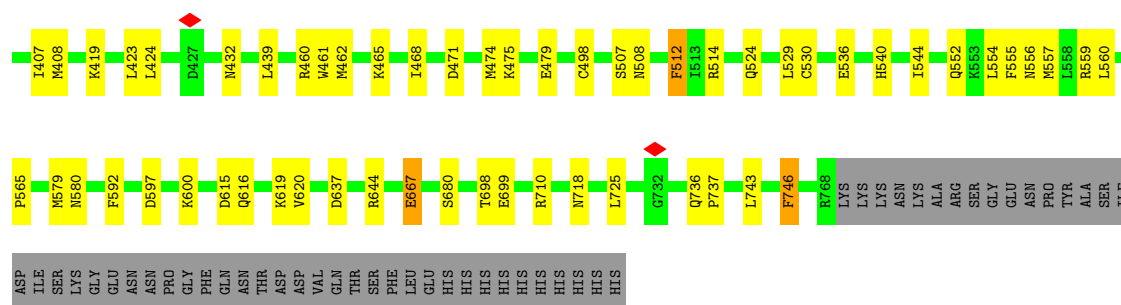 I407 M408 K419 L423 L424 D427 N432 L439 R460 W461 M462 K465 I468 D471 M474 K475 E479 C498 S507 N508 F512 I513 R514 Q524 L529 C530 E536 H540 I544 Q552 K553 L554 F555 N556 M557 L558 R559 L560
P565 M579 N580 F592 D597 K600 D615 Q616 K619 V620 D637 R644 E667 S680 T698 E699 R710 N718 L725 G732 Q736 P737 L743 F746 R768 LYS LYS LYS ASN LYS ALA ARG SER GLY GLU ASN PRO TYR ALA SER ILE
ASP ILE SER LYS GLY GLU ASN ASN PRO GLY PHE GLN ASN THR ASP ASP VAL GLN THR SER PHE LEU GLU HIS HIS HIS HIS HIS HIS HIS HIS HIS HIS